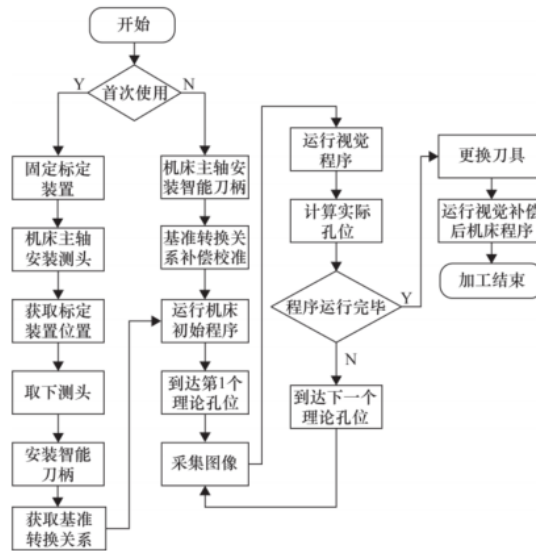 开始
首次使用
Y
N
固定标定
装置
机床主轴
安装测头
获取标定
装置位置
取下测头
安装智能
刀柄
获取基准
转换关系
机床主轴安
装智能刀柄
基准转换关
系补偿校准
运行机床
初始程序
到达第1个
理论孔位
采集图像
运行视觉
程序
计算实际
孔位
程序运行完毕
Y
N
到达下一个
理论孔位
更换刀具
运行视觉补偿
后机床程序
加工结束